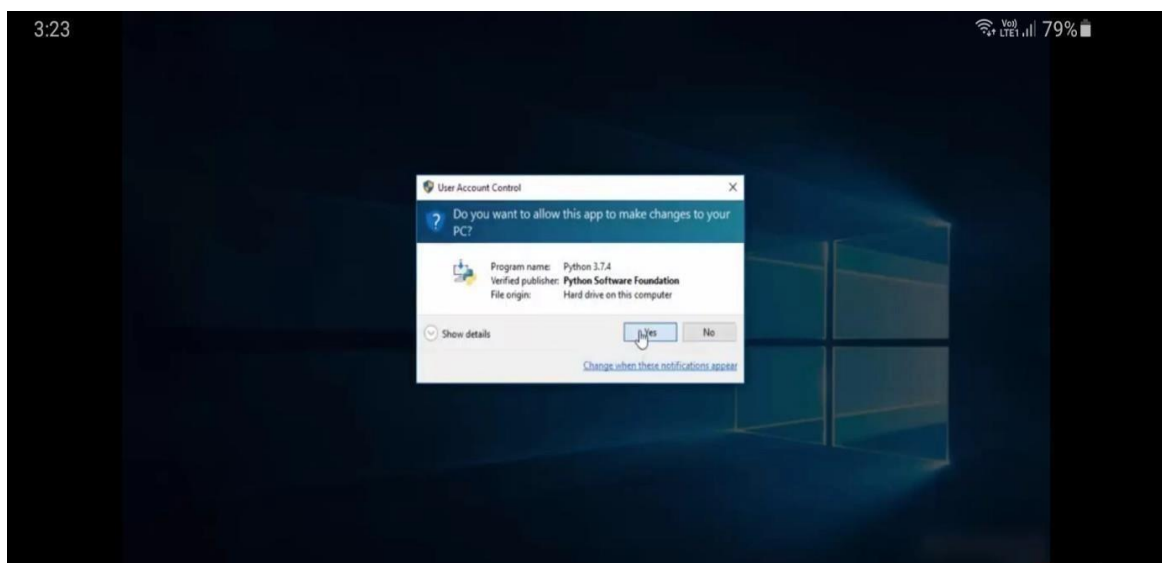 3:23
Vo) LTE1 79%
User Account Control
Do you want to allow this app to make changes to your
PC?
Program name: Python 3.7.4
Verified publisher: Python Software Foundation
File origin: Hard drive on this computer
Show details
Yes
No
Change when these notifications appear